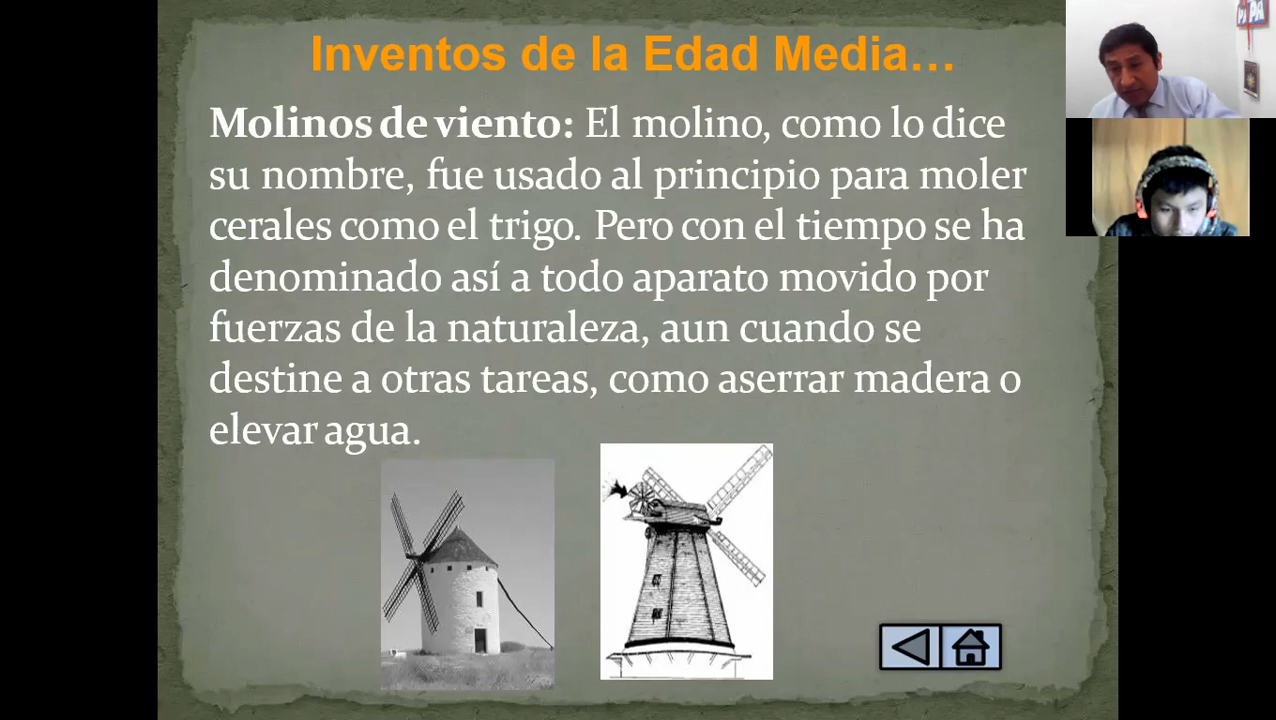 Inventos de la Edad Media...
Molinos de viento: El molino, como lo dice
su nombre, fue usado al principio para moler
cerales como el trigo. Pero con el tiempo se ha
denominado así a todo aparato movido por
fuerzas de la naturaleza, aun cuando se
destine a otras tareas, como aserrar madera o
elevar agua.